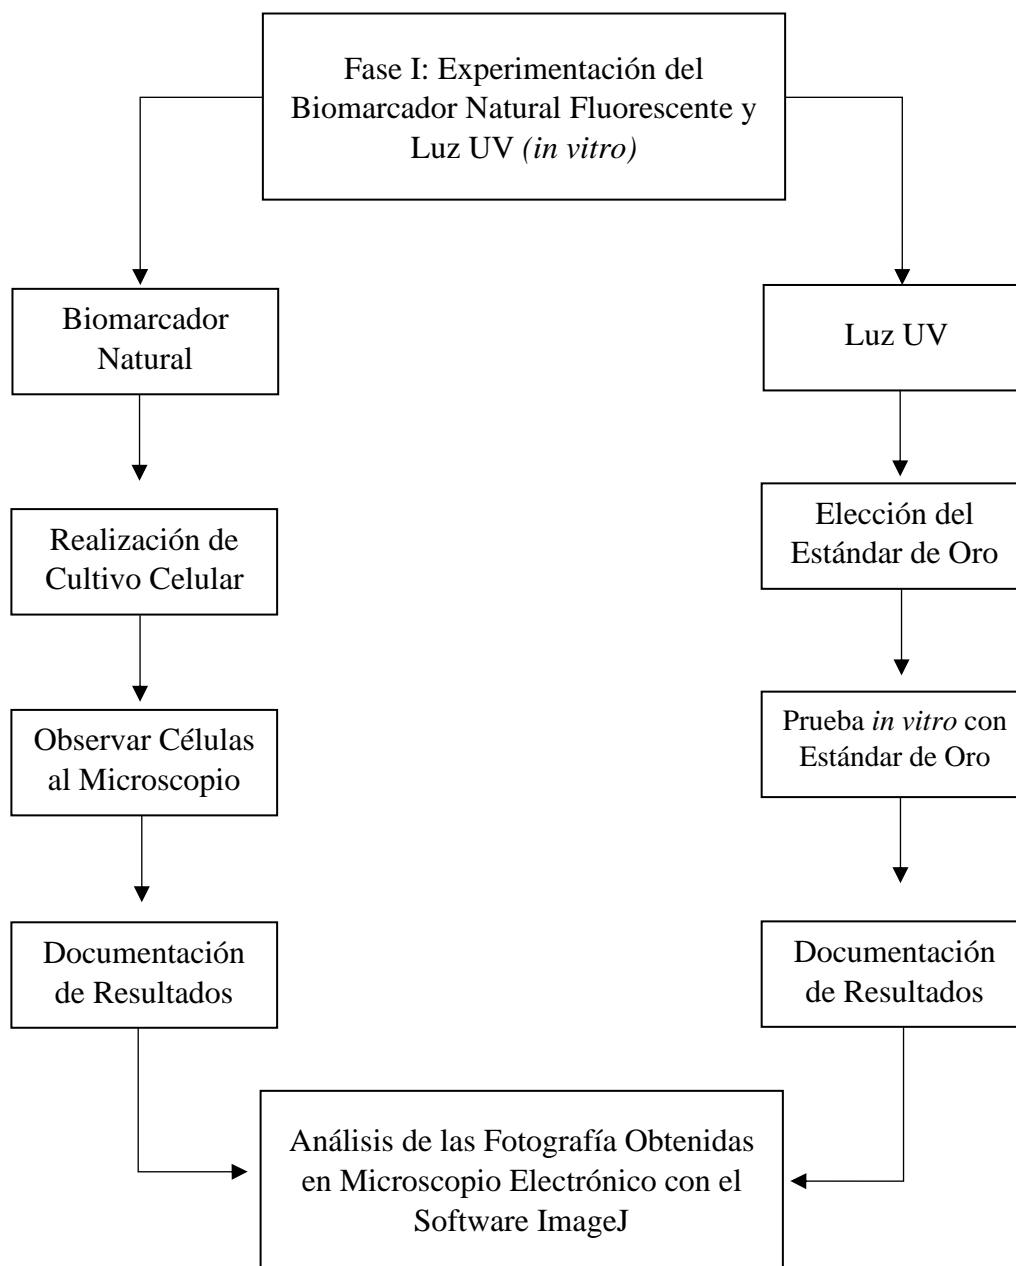 Fase I: Experimentación del
Biomarcador Natural Fluorescente y
Luz UV (in vitro)
Biomarcador
Natural
Luz UV
Realización de
Cultivo Celular
Elección del
Estándar de Oro
Observar Células
al Microscopio
Prueba in vitro con
Estándar de Oro
Documentación
de Resultados
Documentación
de Resultados
Análisis de las Fotografía Obtenidas
en Microscopio Electrónico con el
Software ImageJ